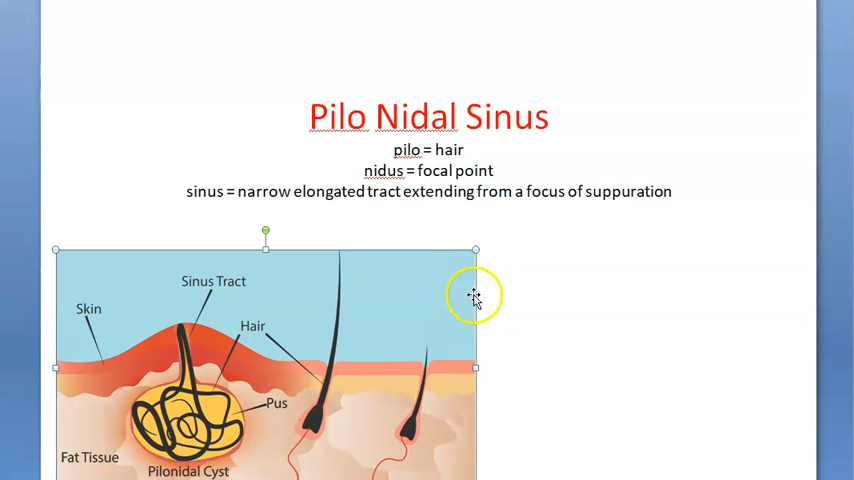 Pilo Nidal Sinus
pilo = hair
nidus = focal point
sinus = narrow elongated tract extending from a focus of suppuration
Sinus Tract
Skin
Hair
Pus
Fat Tissue
Pilonidal Cyst